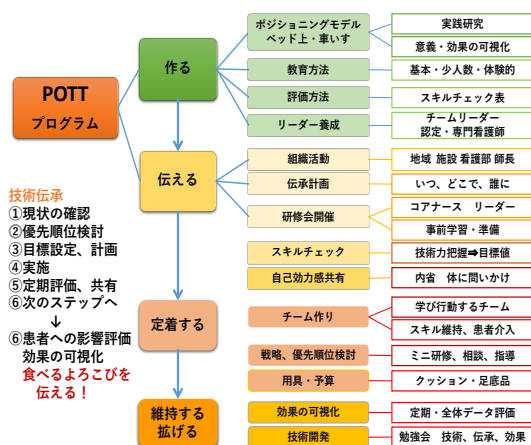 POTT
プログラム
技術伝承
①現状の確認
②優先順位検討
③目標設定、計画
④実施
⑤定期評価、共有
⑥次のステップへ
↓
⑥患者への影響評価
効果の可視化
食べるよろこびを
伝える！
作る
ポジショニングモデル
ベッド上・車いす
実践研究
意義・効果の可視化
教育方法
基本・少人数・体験的
評価方法
スキルチェック表
リーダー養成
チームリーダー
認定・専門看護師
伝える
組織活動
地域 施設 看護部 師長
伝承計画
いつ、どこで、誰に
研修会開催
コアナース リーダー
事前学習・準備
スキルチェック
技術力把握➡目標値
自己効力感共有
内省 体に問いかけ
定着する
チーム作り
学び行動するチーム
スキル維持、患者介入
戦略、優先順位検討
ミニ研修、相談、指導
用具・予算
クッション・足底品
維持する
拡げる
効果の可視化
定期・全体データ評価
技術開発
勉強会 技術、伝承、効果